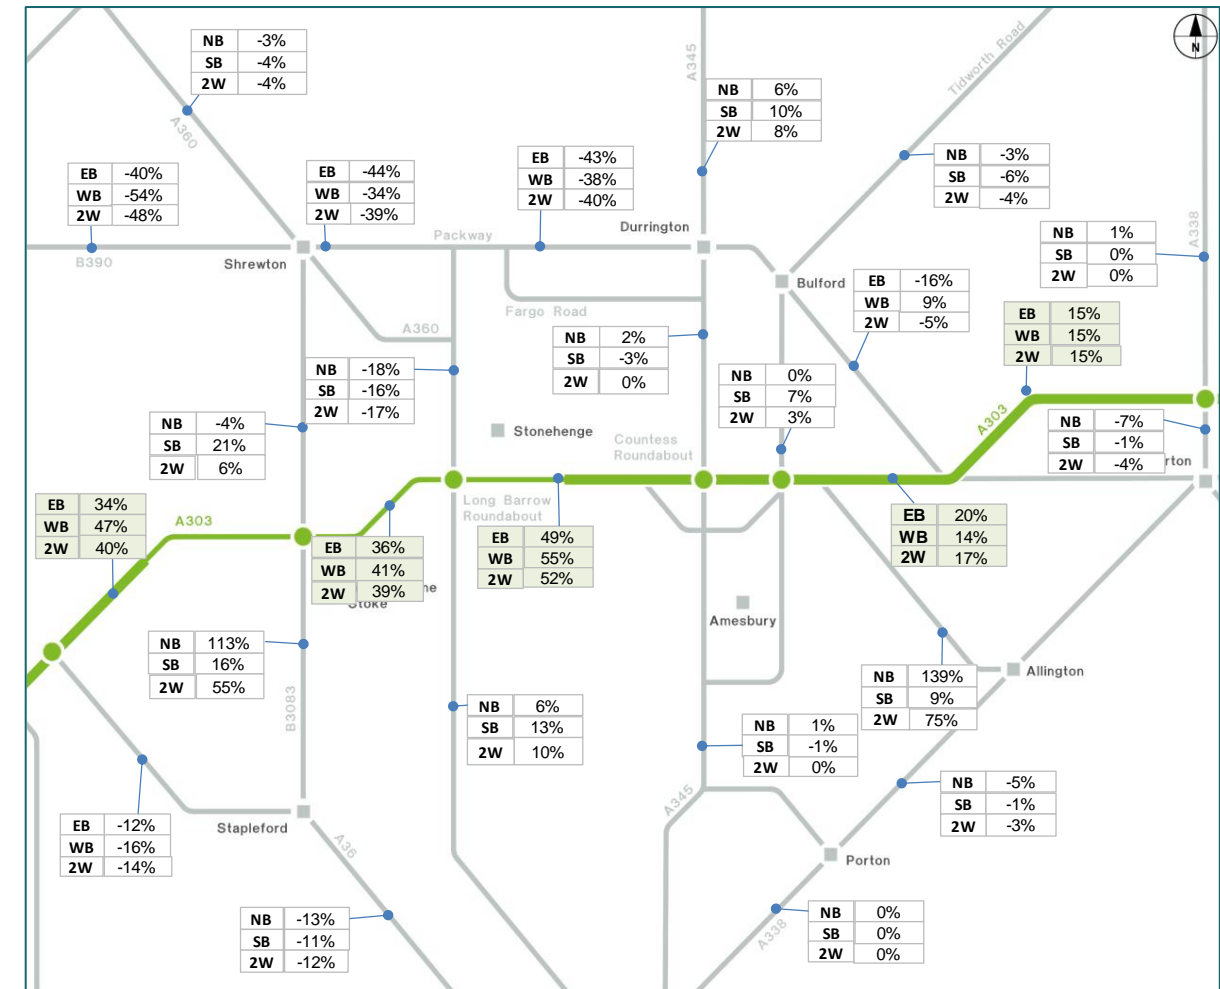 N
NB -3%
SB -4%
2W -4%
A360
A345
Tidworth Road
NB 6%
SB 10%
2W 8%
EB -40%
WB -54%
2W -48%
EB -44%
WB -34%
2W -39%
EB -43%
WB -38%
2W -40%
NB -3%
SB -6%
2W -4%
A338
NB 1%
SB 0%
2W 0%
Durrington
Packway
B390
Shrewton
Bulford
EB -16%
WB 9%
2W -5%
Fargo Road
A360
EB 15%
WB 15%
2W 15%
NB 2%
SB -3%
2W 0%
NB -18%
SB -16%
2W -17%
NB 0%
SB 7%
2W 3%
NB -4%
SB 21%
2W 6%
Stonehenge
Countess
Roundabout
A303
NB -7%
SB -1%
2W -4%
rton
EB 34%
WB 47%
2W 40%
A303
Long Barrow
Roundabout
EB 36%
WB 41%
2W 39%
ne
Stoke
EB 49%
WB 55%
2W 52%
EB 20%
WB 14%
2W 17%
Amesbury
NB 113%
SB 16%
2W 55%
B3083
NB 139%
SB 9%
2W 75%
Allington
NB 6%
SB 13%
2W 10%
NB 1%
SB -1%
2W 0%
NB -5%
SB -1%
2W -3%
A345
EB -12%
WB -16%
2W -14%
Stapleford
A36
Porton
NB -13%
SB -11%
2W -12%
NB 0%
SB 0%
2W 0%
A338